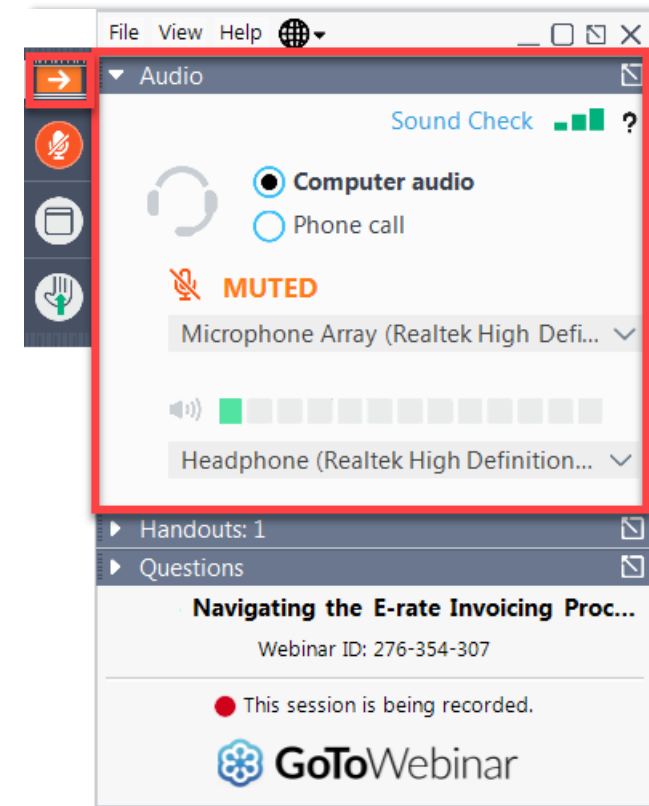 File View Help
Audio
Sound Check ?
Computer audio
Phone call
MUTED
Microphone Array (Realtek High Defi...
Headphone (Realtek High Definition...
Handouts: 1
Questions
Navigating the E-rate Invoicing Proc...
Webinar ID: 276-354-307
This session is being recorded.
GoToWebinar